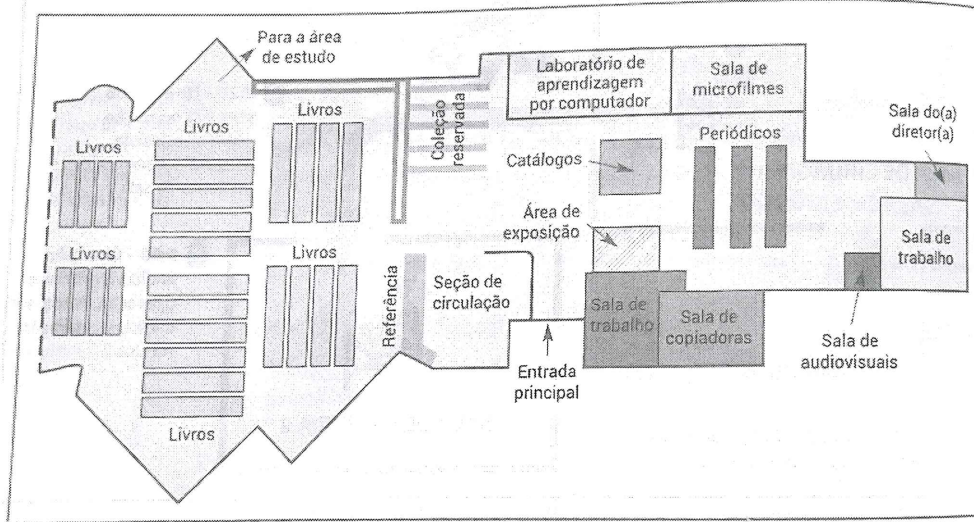 Para a área
de estudo
Livros
Livros
Livros
Livros
Livros
Livros
Coleção
reservada
Referência
Laboratório de
aprendizagem
por computador
Sala de
microfilmes
Catálogos
Periódicos
Sala do(a)
diretor(a)
Área de
exposição
Sala de
trabalho
Seção de
circulação
Sala de
trabalho
Sala de
copiadoras
Sala de
audiovisuais
Entrada
principal